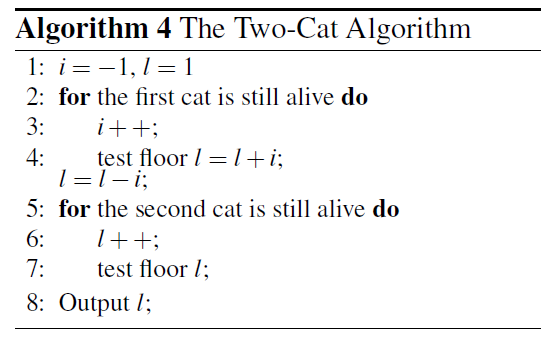 Algorithm 4 The Two-Cat Algorithm
1: i = −1, l = 1
2: for the first cat is still alive do
3: i++;
4: test floor l = l + i;
l = l − i;
5: for the second cat is still alive do
6: l++;
7: test floor l;
8: Output l;